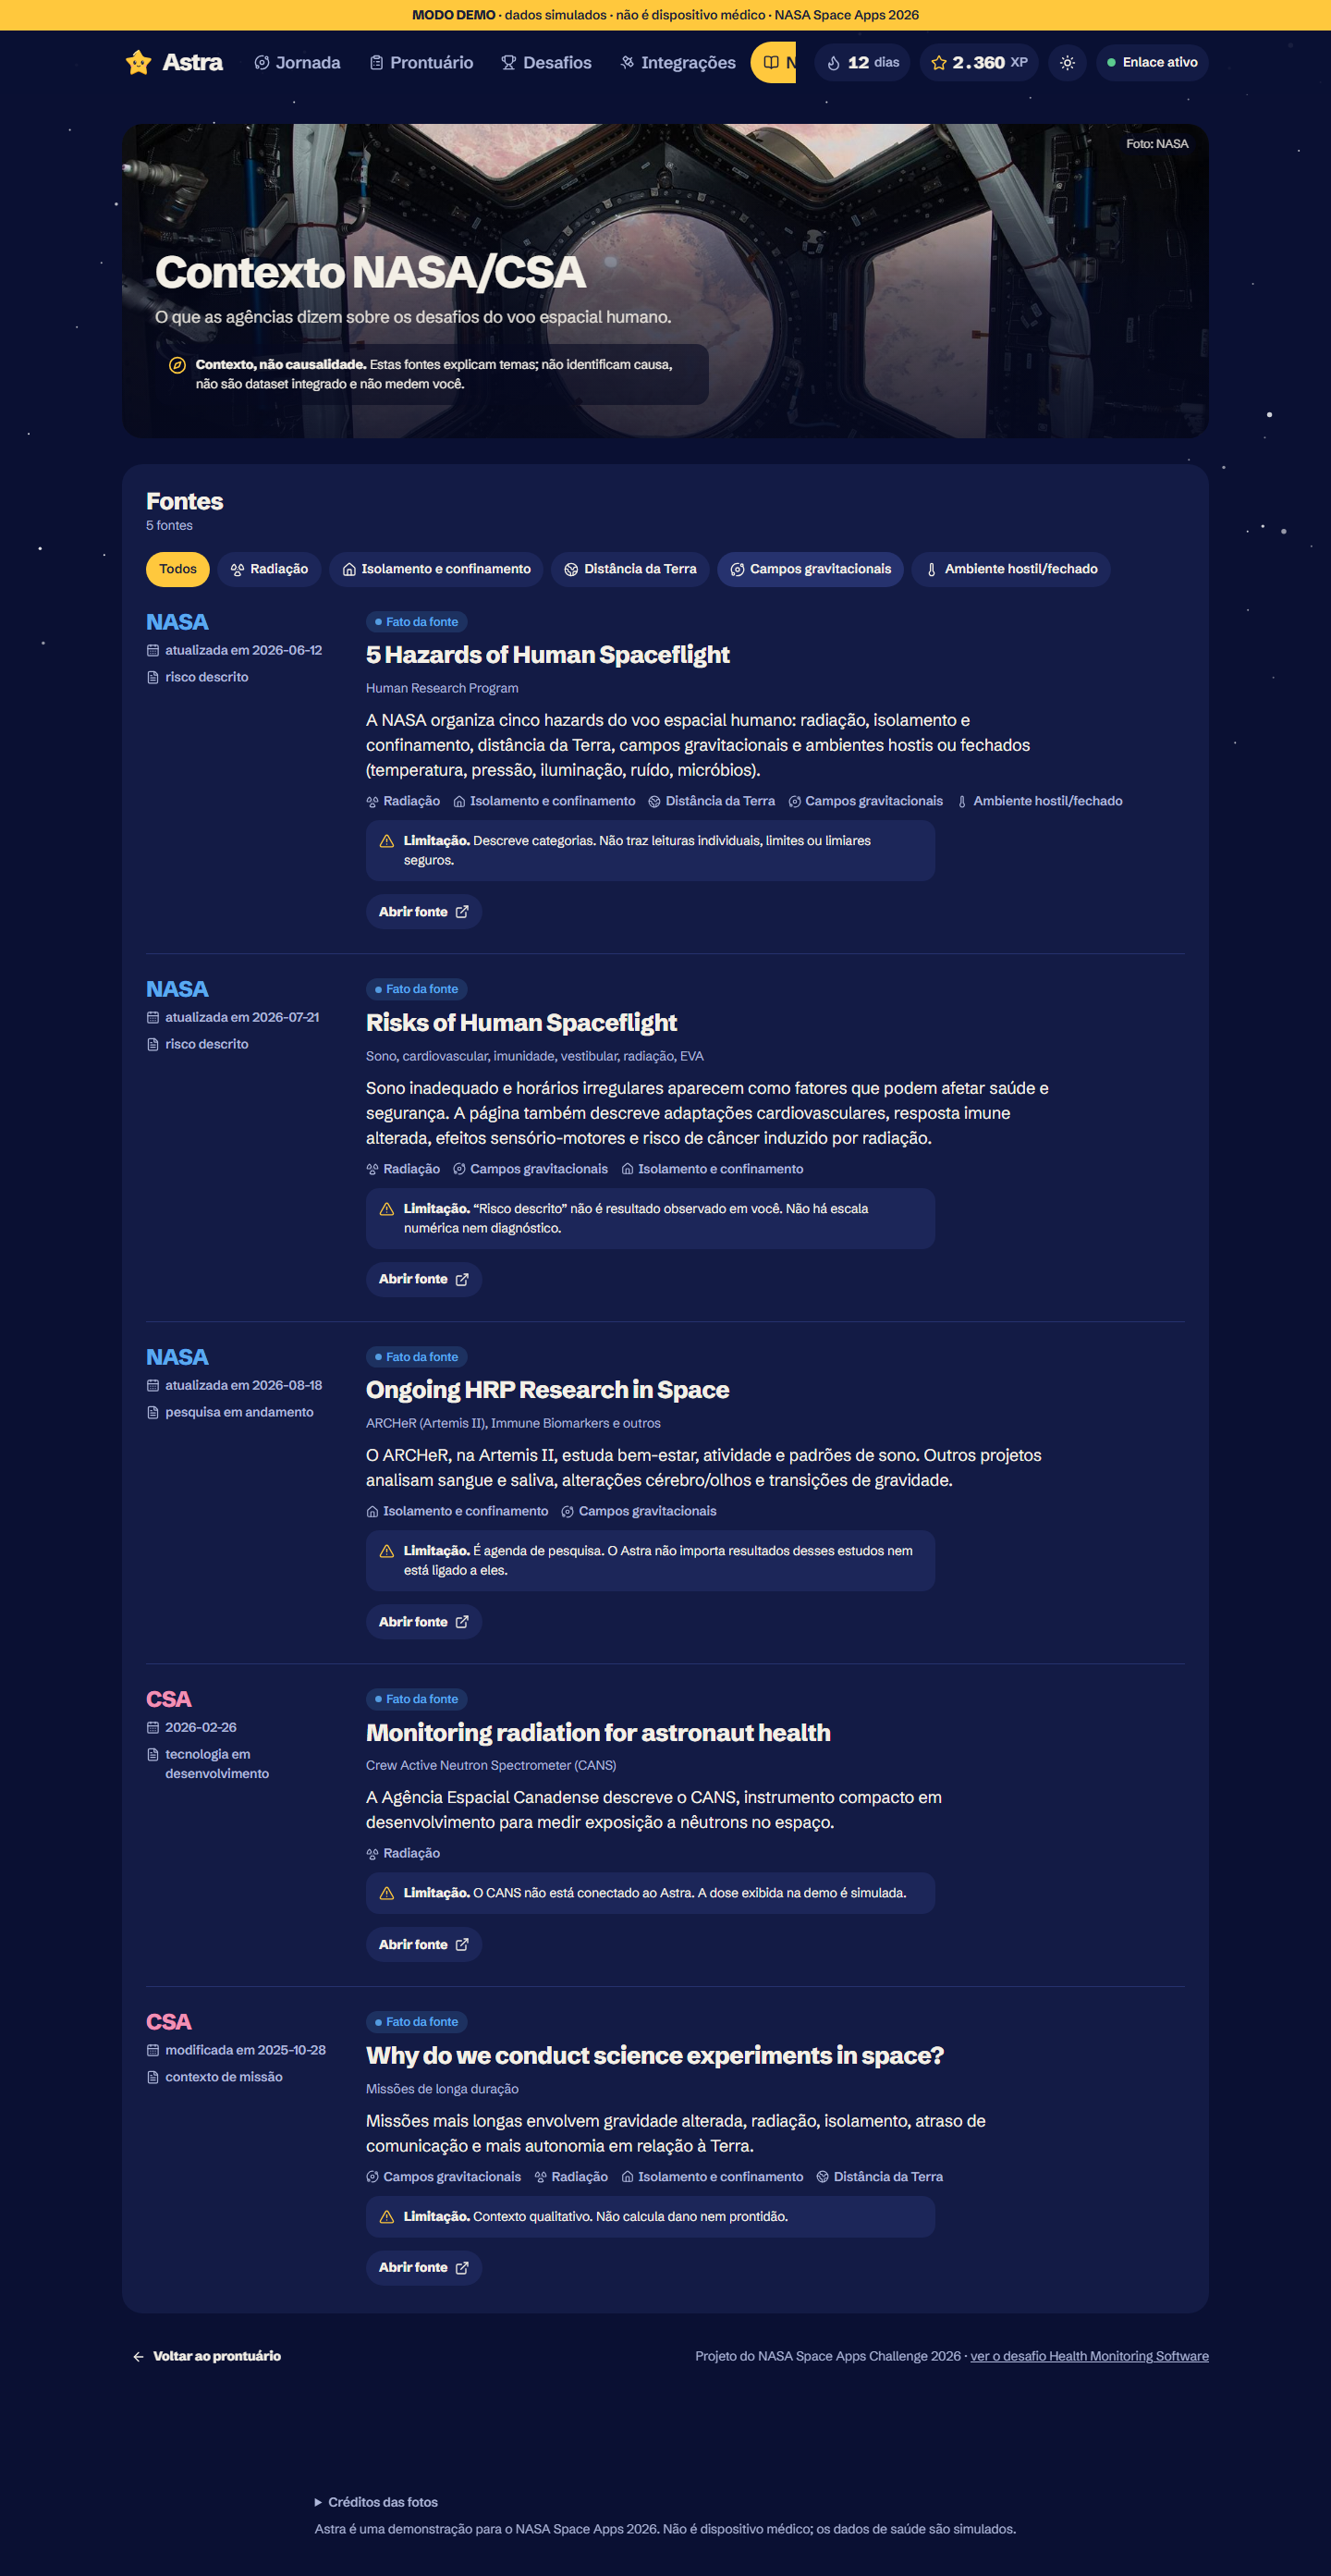 MODO DEMO · dados simulados · não é dispositivo médico · NASA Space Apps 2026
Astra
Jornada
Prontuário
Desafios
Integrações
12 dias
2.360 XP
Enlace ativo
Foto: NASA
Contexto NASA/CSA
O que as agências dizem sobre os desafios do voo espacial humano.
Contexto, não causalidade. Estas fontes explicam temas; não identificam causa,
não são dataset integrado e não medem você.
Fontes
5 fontes
Todos
Radiação
Isolamento e confinamento
Distância da Terra
Campos gravitacionais
Ambiente hostil/fechado
NASA
atualizada em 2026-06-12
risco descrito
Fato da fonte
5 Hazards of Human Spaceflight
Human Research Program
A NASA organiza cinco hazards do voo espacial humano: radiação, isolamento e
confinamento, distância da Terra, campos gravitacionais e ambientes hostis ou fechados
(temperatura, pressão, iluminação, ruído, micróbios).
Radiação Isolamento e confinamento Distância da Terra Campos gravitacionais Ambiente hostil/fechado
Limitação. Descreve categorias. Não traz leituras individuais, limites ou limiares
seguros.
Abrir fonte
NASA
atualizada em 2026-07-21
risco descrito
Fato da fonte
Risks of Human Spaceflight
Sono, cardiovascular, imunidade, vestibular, radiação, EVA
Sono inadequado e horários irregulares aparecem como fatores que podem afetar saúde e
segurança. A página também descreve adaptações cardiovasculares, resposta imune
alterada, efeitos sensório-motores e risco de câncer induzido por radiação.
Radiação Campos gravitacionais Isolamento e confinamento
Limitação. “Risco descrito” não é resultado observado em você. Não há escala
numérica nem diagnóstico.
Abrir fonte
NASA
atualizada em 2026-08-18
pesquisa em andamento
Fato da fonte
Ongoing HRP Research in Space
ARCHeR (Artemis II), Immune Biomarkers e outros
O ARCHeR, na Artemis II, estuda bem-estar, atividade e padrões de sono. Outros projetos
analisam sangue e saliva, alterações cérebro/olhos e transições de gravidade.
Isolamento e confinamento Campos gravitacionais
Limitação. É agenda de pesquisa. O Astra não importa resultados desses estudos nem
está ligado a eles.
Abrir fonte
CSA
2026-02-26
tecnologia em
desenvolvimento
Fato da fonte
Monitoring radiation for astronaut health
Crew Active Neutron Spectrometer (CANS)
A Agência Espacial Canadense descreve o CANS, instrumento compacto em
desenvolvimento para medir exposição a nêutrons no espaço.
Radiação
Limitação. O CANS não está conectado ao Astra. A dose exibida na demo é simulada.
Abrir fonte
CSA
modificada em 2025-10-28
contexto de missão
Fato da fonte
Why do we conduct science experiments in space?
Missões de longa duração
Missões mais longas envolvem gravidade alterada, radiação, isolamento, atraso de
comunicação e mais autonomia em relação à Terra.
Campos gravitacionais Radiação Isolamento e confinamento Distância da Terra
Limitação. Contexto qualitativo. Não calcula dano nem prontidão.
Abrir fonte
Voltar ao prontuário
Projeto do NASA Space Apps Challenge 2026 · ver o desafio Health Monitoring Software
Créditos das fotos
Astra é uma demonstração para o NASA Space Apps 2026. Não é dispositivo médico; os dados de saúde são simulados.